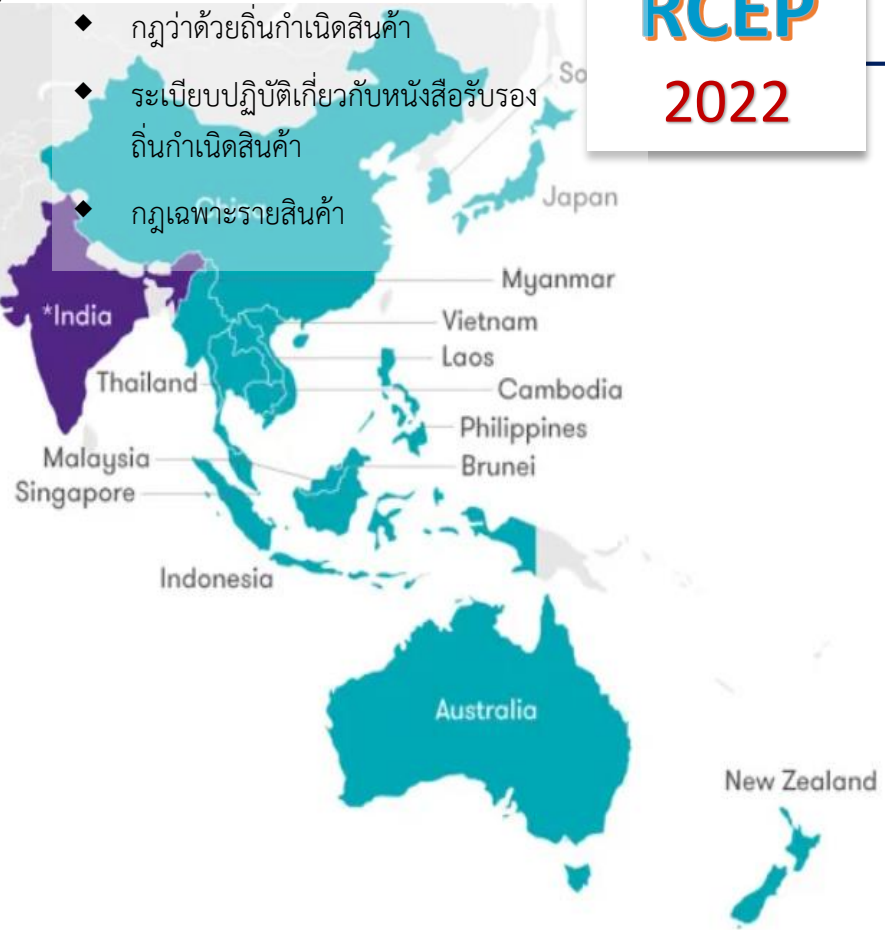 ◆ กฎว่าด้วยถิ่นกำเนิดสินค้า
◆ ระเบียบปฏิบัติเกี่ยวกับหนังสือรับรอง
ถิ่นกำเนิดสินค้า
◆ กฎเฉพาะรายสินค้า
RCEP
2022
So
China
Japan
Myanmar
*India
Vietnam
Laos
Thailand
Cambodia
Philippines
Malaysia
Brunei
Singapore
Indonesia
Australia
New Zealand